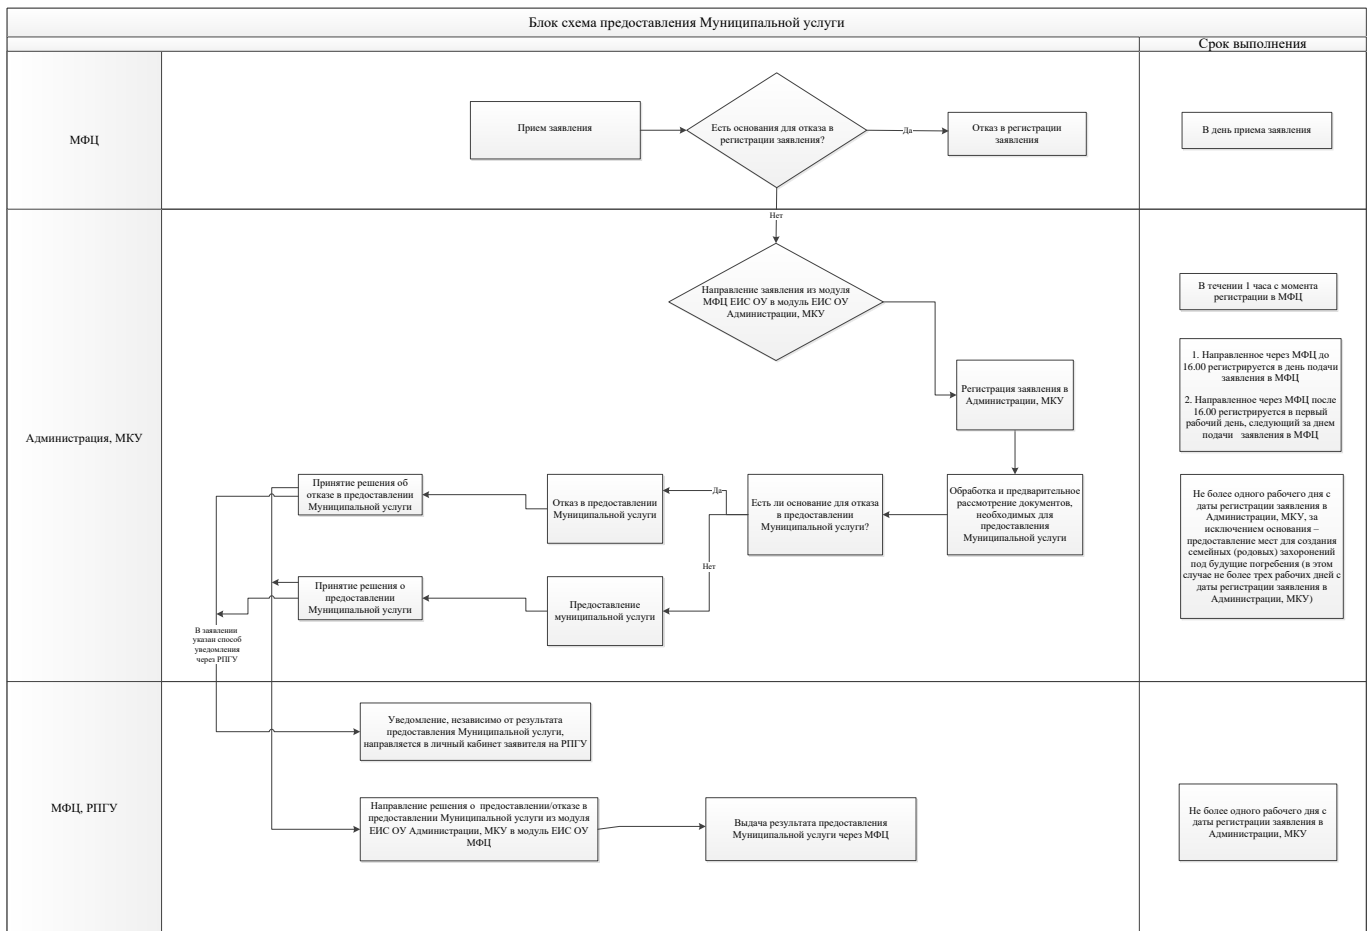 Блок схема предоставления Муниципальной услуги
Срок выполнения
МФЦ
Прием заявления
Есть основания для отказа в
регистрации заявления?
Да
Отказ в регистрации
заявления
В день приема заявления
Нет
Администрация, МКУ
Направление заявления из модуля
МФЦ ЕИС ОУ в модуль ЕИС ОУ
Администрации, МКУ
В течении 1 часа с момента
регистрации в МФЦ
Регистрация заявления в
Администрации, МКУ
1. Направленное через МФЦ до
16.00 регистрируется в день подачи
заявления в МФЦ
2. Направленное через МФЦ после
16.00 регистрируется в первый
рабочий день, следующий за днем
подачи заявления в МФЦ
Принятие решения об
отказе в предоставлении
Муниципальной услуги
Отказ в предоставлении
Муниципальной услуги
Да
Есть ли основание для отказа
в предоставлении
Муниципальной услуги?
Обработка и предварительное
рассмотрение документов,
необходимых для
предоставления
Муниципальной услуги
Не более одного рабочего дня с
даты регистрации заявления в
Администрации, МКУ, за
исключением основания –
предоставление мест для создания
семейных (родовых) захоронений
под будущие погребения (в этом
случае не более трех рабочих дней с
даты регистрации заявления в
Администрации, МКУ)
Нет
Принятие решения о
предоставлении
Муниципальной услуги
Предоставление
муниципальной услуги
В заявлении
указан способ
уведомления
через РПГУ
МФЦ, РПГУ
Уведомление, независимо от результата
предоставления Муниципальной услуги,
направляется в личный кабинет заявителя на РПГУ
Направление решения о предоставлении/отказе в
предоставлении Муниципальной услуги из модуля
ЕИС ОУ Администрации, МКУ в модуль ЕИС ОУ
МФЦ
Выдача результата предоставления
Муниципальной услуги через МФЦ
Не более одного рабочего дня с
даты регистрации заявления в
Администрации, МКУ